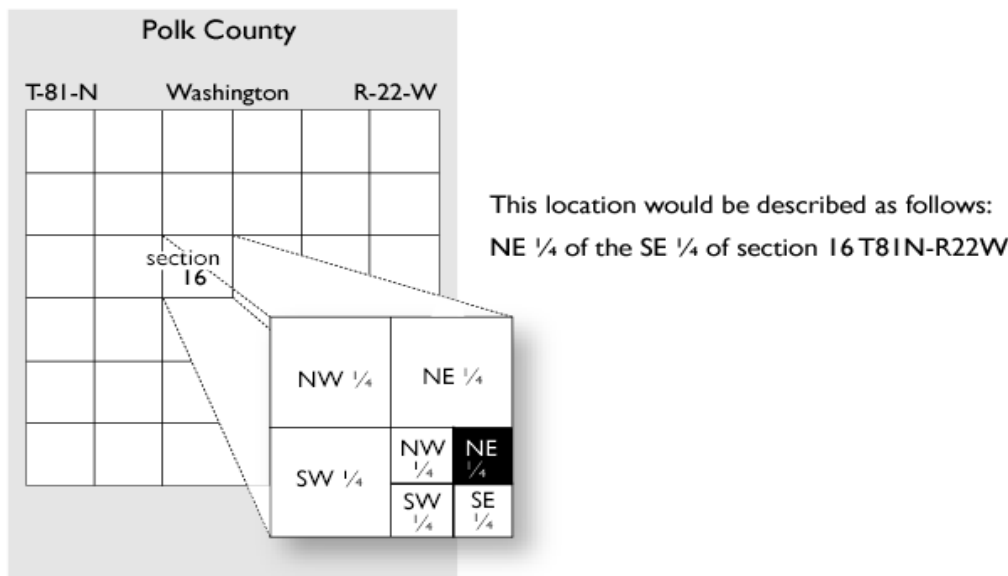 Polk County
T-81-N Washington R-22-W
This location would be described as follows:
NE ¼ of the SE ¼ of section 16 T81N-R22W
section
16
NW ¼ NE ¼
SW ¼
NW
¼
NE
¼
SW
¼
SE
¼